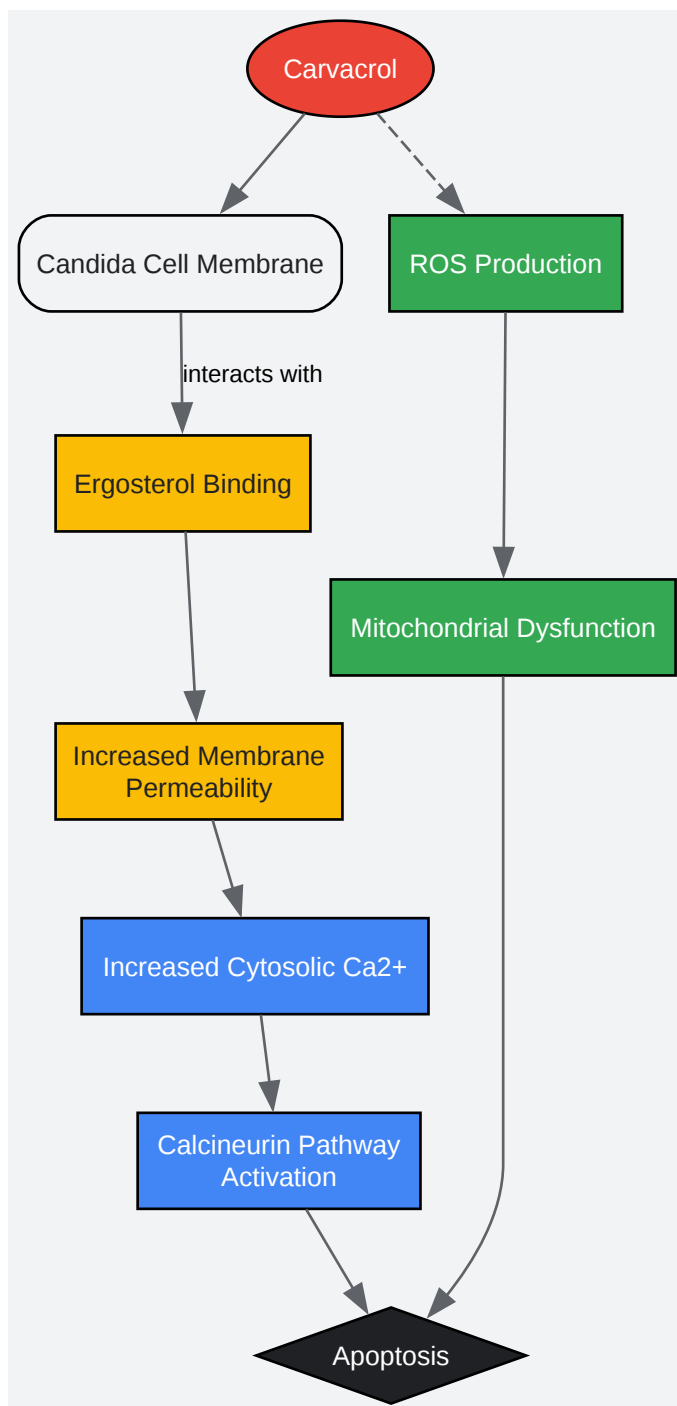 Carvacrol
Candida Cell Membrane
ROS Production
interacts with
Ergosterol Binding
Mitochondrial Dysfunction
Increased Membrane
Permeability
Increased Cytosolic Ca2+
Calcineurin Pathway
Activation
Apoptosis